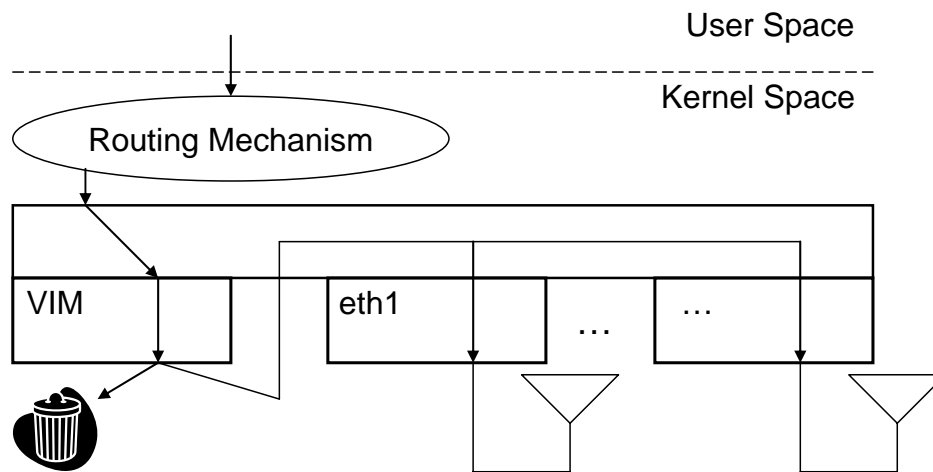 User Space
Kernel Space
Routing Mechanism
VIM
eth1
…
…